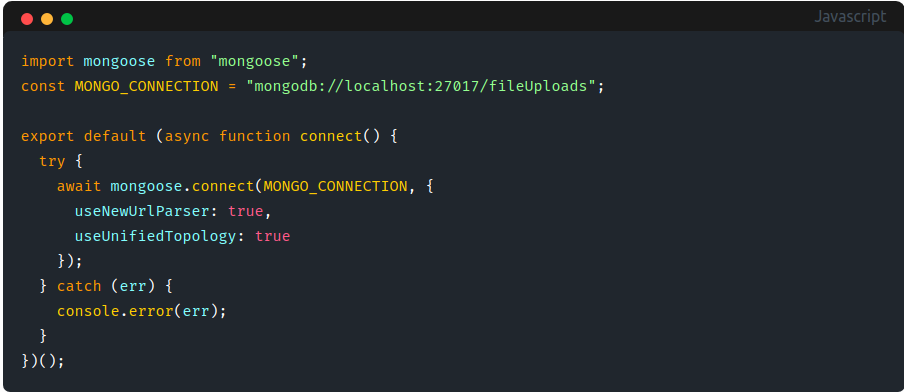 Javascript
import mongoose from "mongoose";
const MONGO_CONNECTION = "mongodb://localhost:27017/fileUploads";

export default (async function connect() {
  try {
    await mongoose.connect(MONGO_CONNECTION, {
      useNewUrlParser: true,
      useUnifiedTopology: true
    });
  } catch (err) {
    console.error(err);
  }
})();